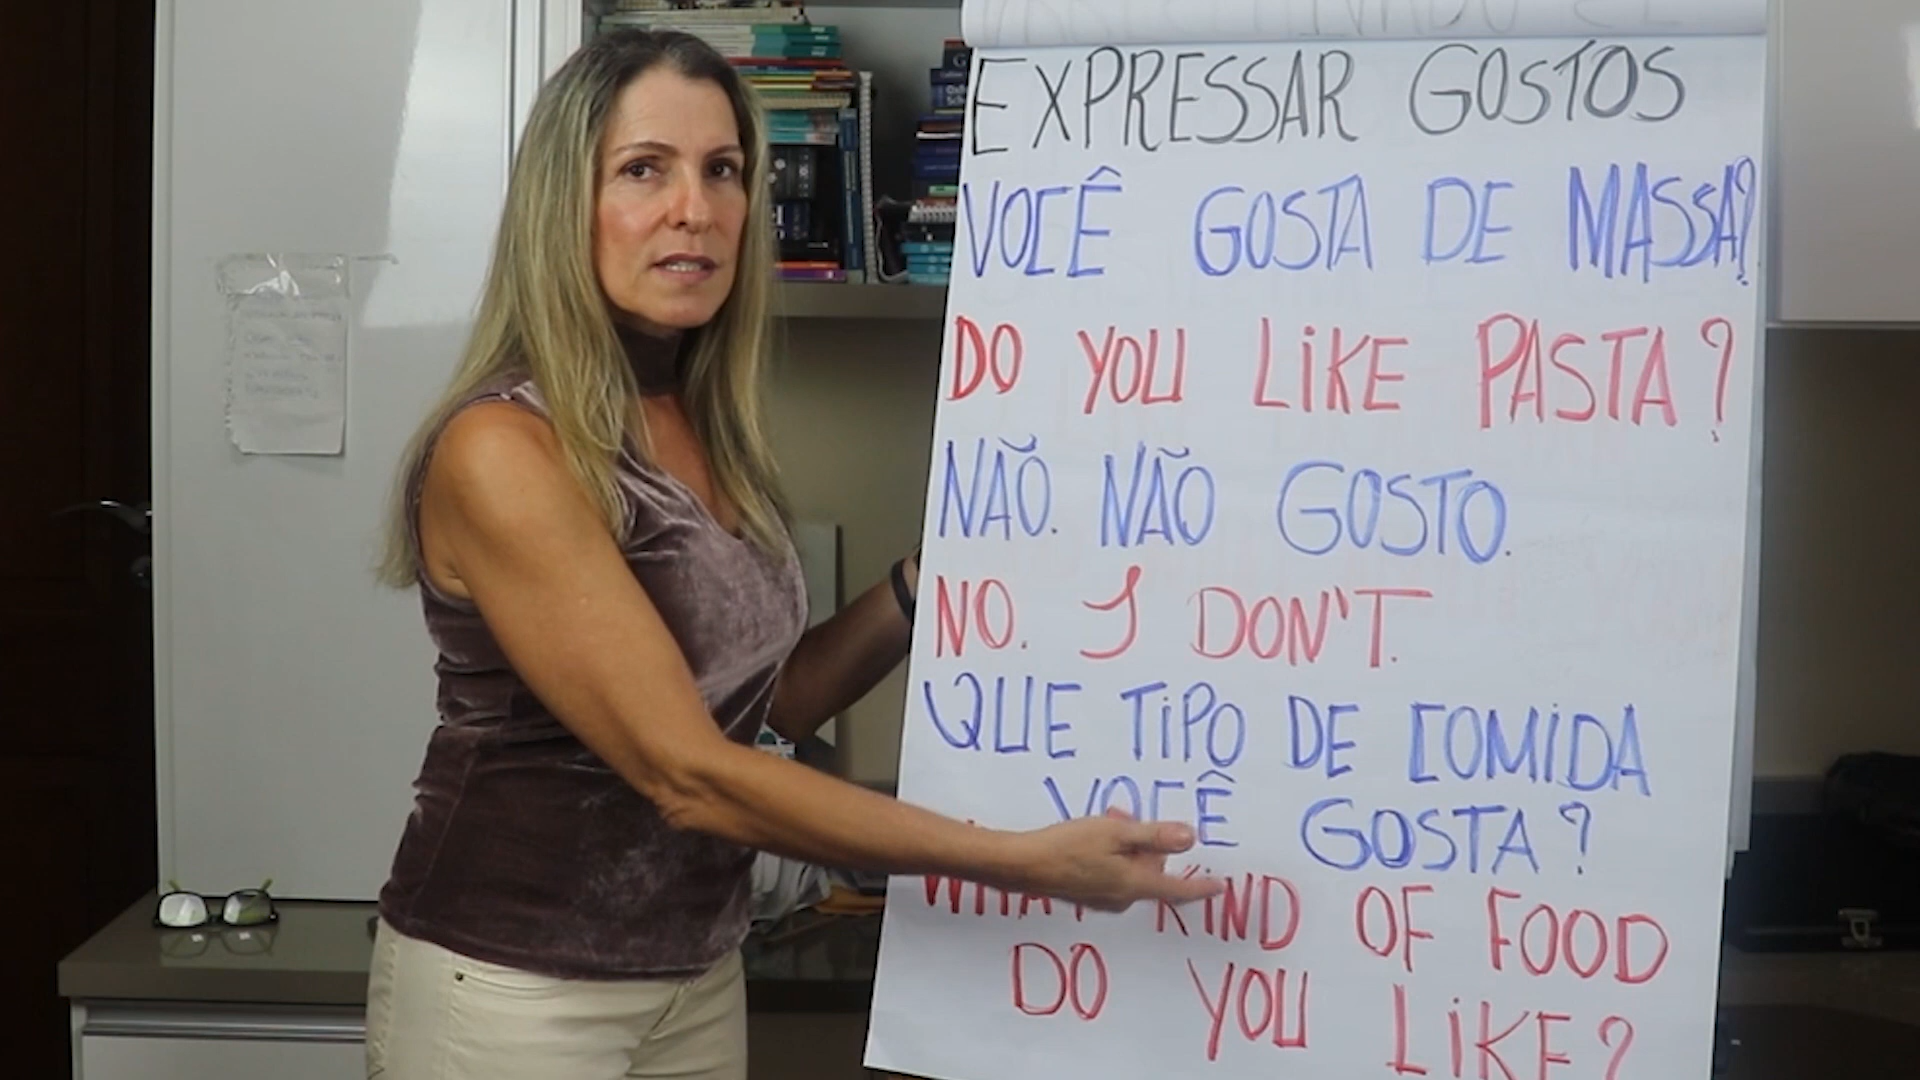 EXPRESSAR GOSTOS
VOCÊ GOSTA DE MASSA?
DO YOU LIKE PASTA?
NÃO. NÃO GOSTO.
NO. I DON'T.
QUE TIPO DE COMIDA
VOCÊ GOSTA?
WHAT KIND OF FOOD
DO YOU LIKE?